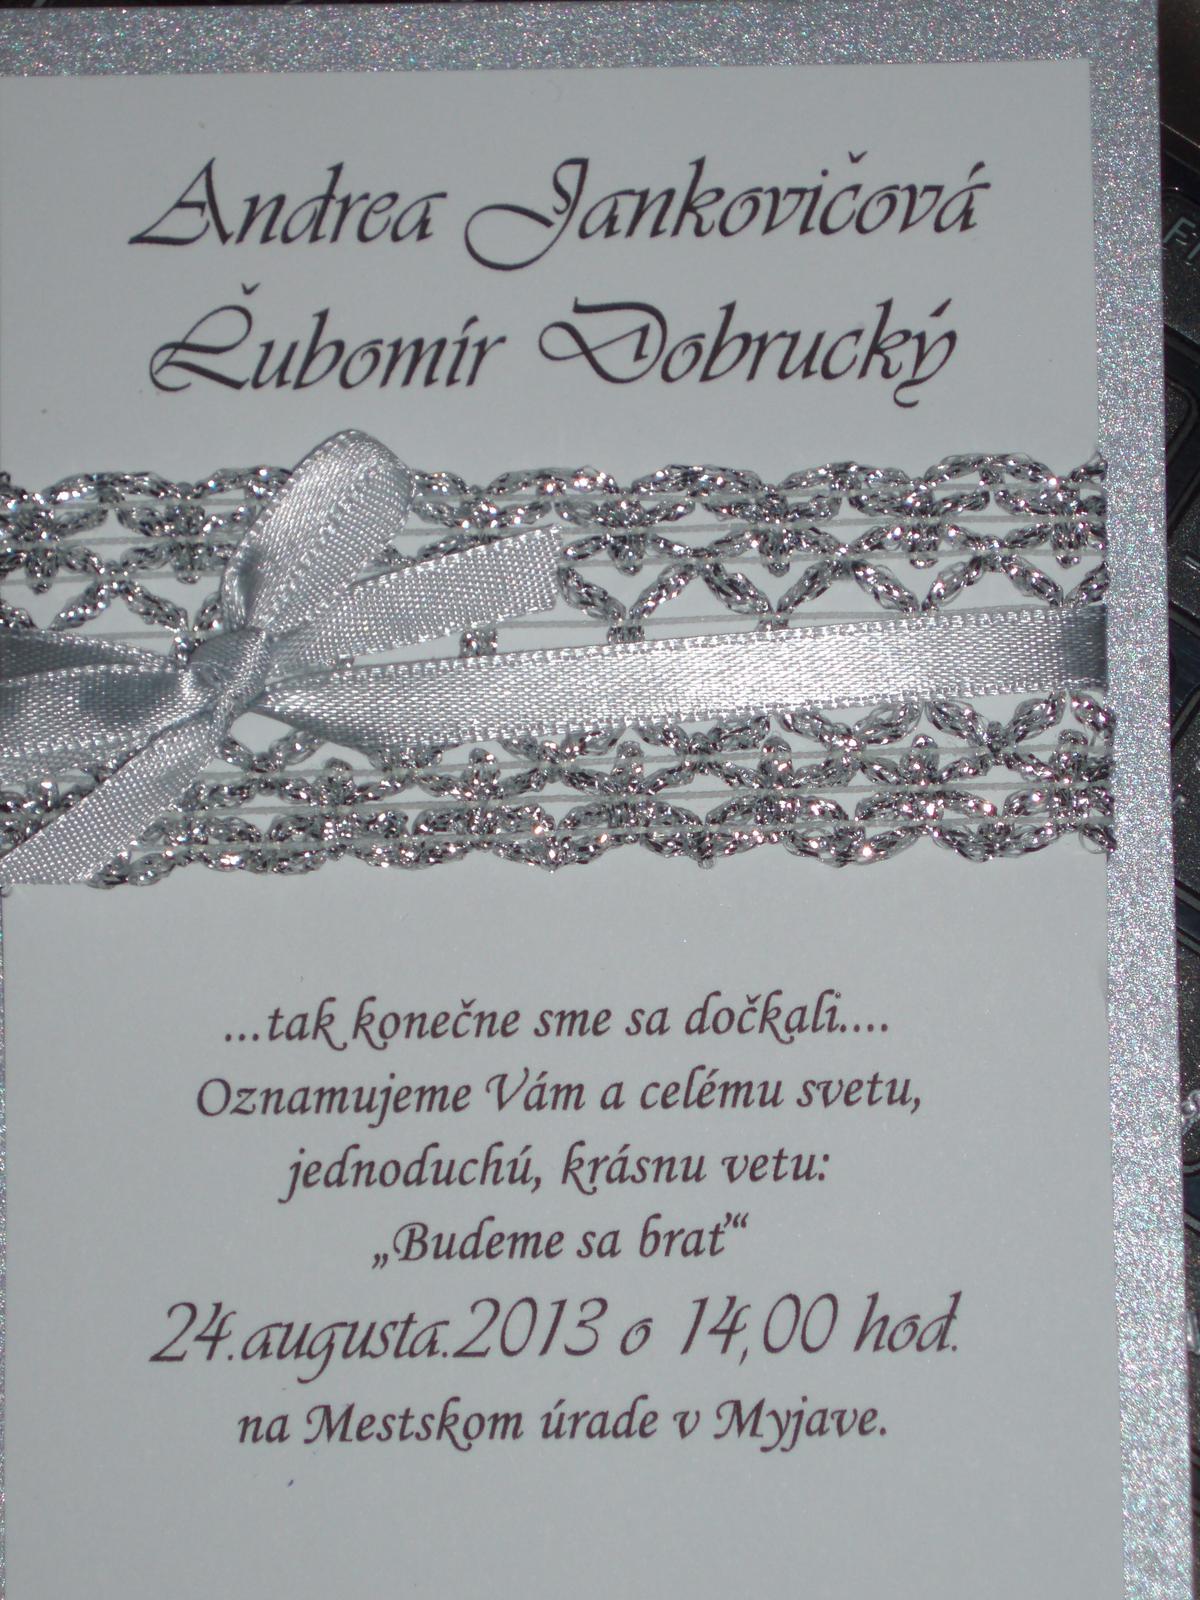 Andrea Jankovičová
Ľubomír Dobrucký
...tak konečne sme sa dočkali....
Oznamujeme Vám a celému svetu,
jednoduchú, krásnu vetu:
„Budeme sa brať“
24.augusta.2013 o 14,00 hod.
na Mestskom úrade v Myjave.